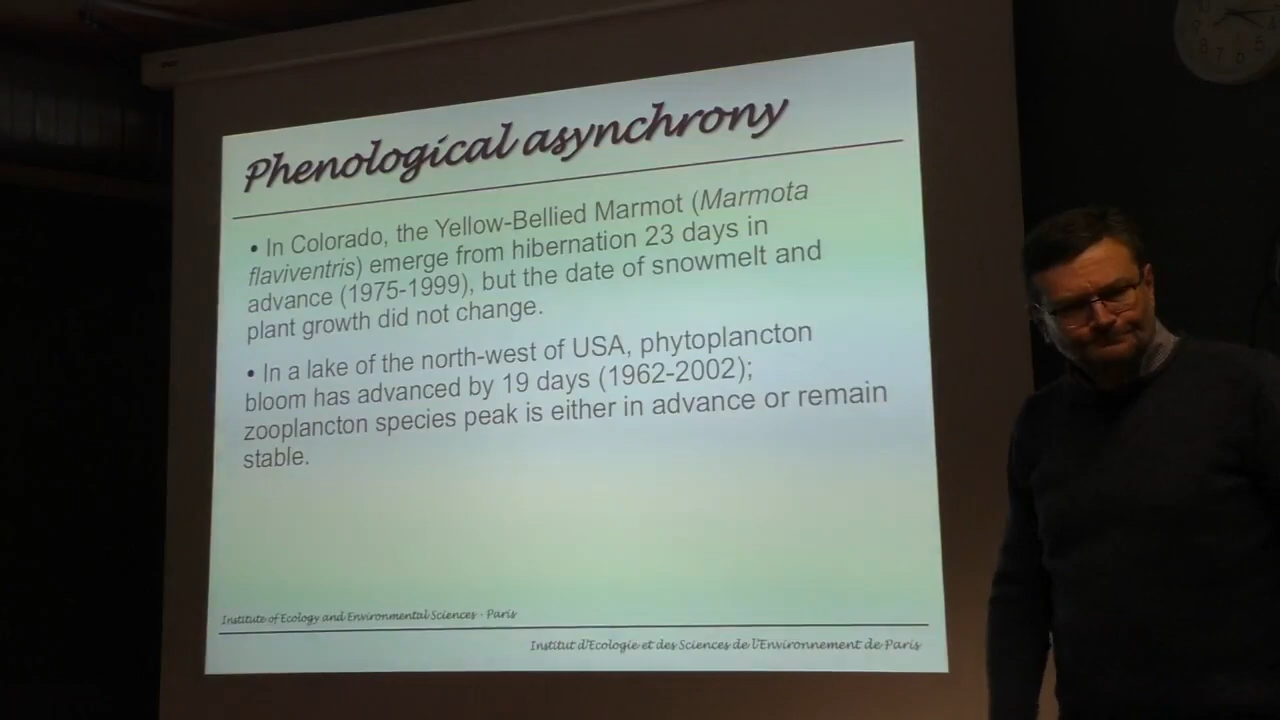 Phenological asynchrony
• In Colorado, the Yellow-Bellied Marmot (Marmota
flaviventris) emerge from hibernation 23 days in
advance (1975-1999), but the date of snowmelt and
plant growth did not change.
• In a lake of the north-west of USA, phytoplancton
bloom has advanced by 19 days (1962-2002);
zooplancton species peak is either in advance or remain
stable.
Institute of Ecology and Environmental Sciences - Paris
Institut d'Ecologie et des Sciences de l'Environnement de Paris